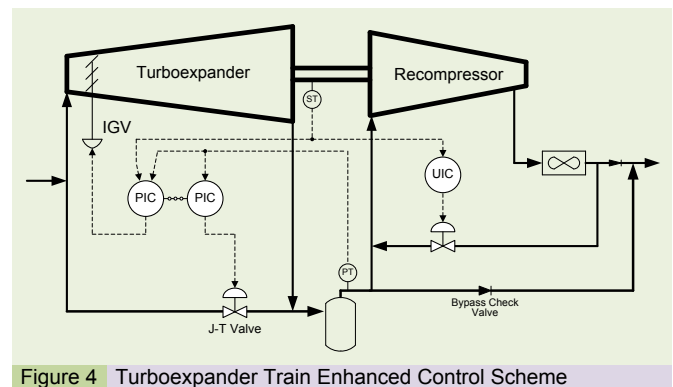 Turboexpander
Recompressor
ST
IGV
PIC
PIC
UIC
PT
J-T Valve
Bypass Check
Valve
Figure 4 Turboexpander Train Enhanced Control Scheme